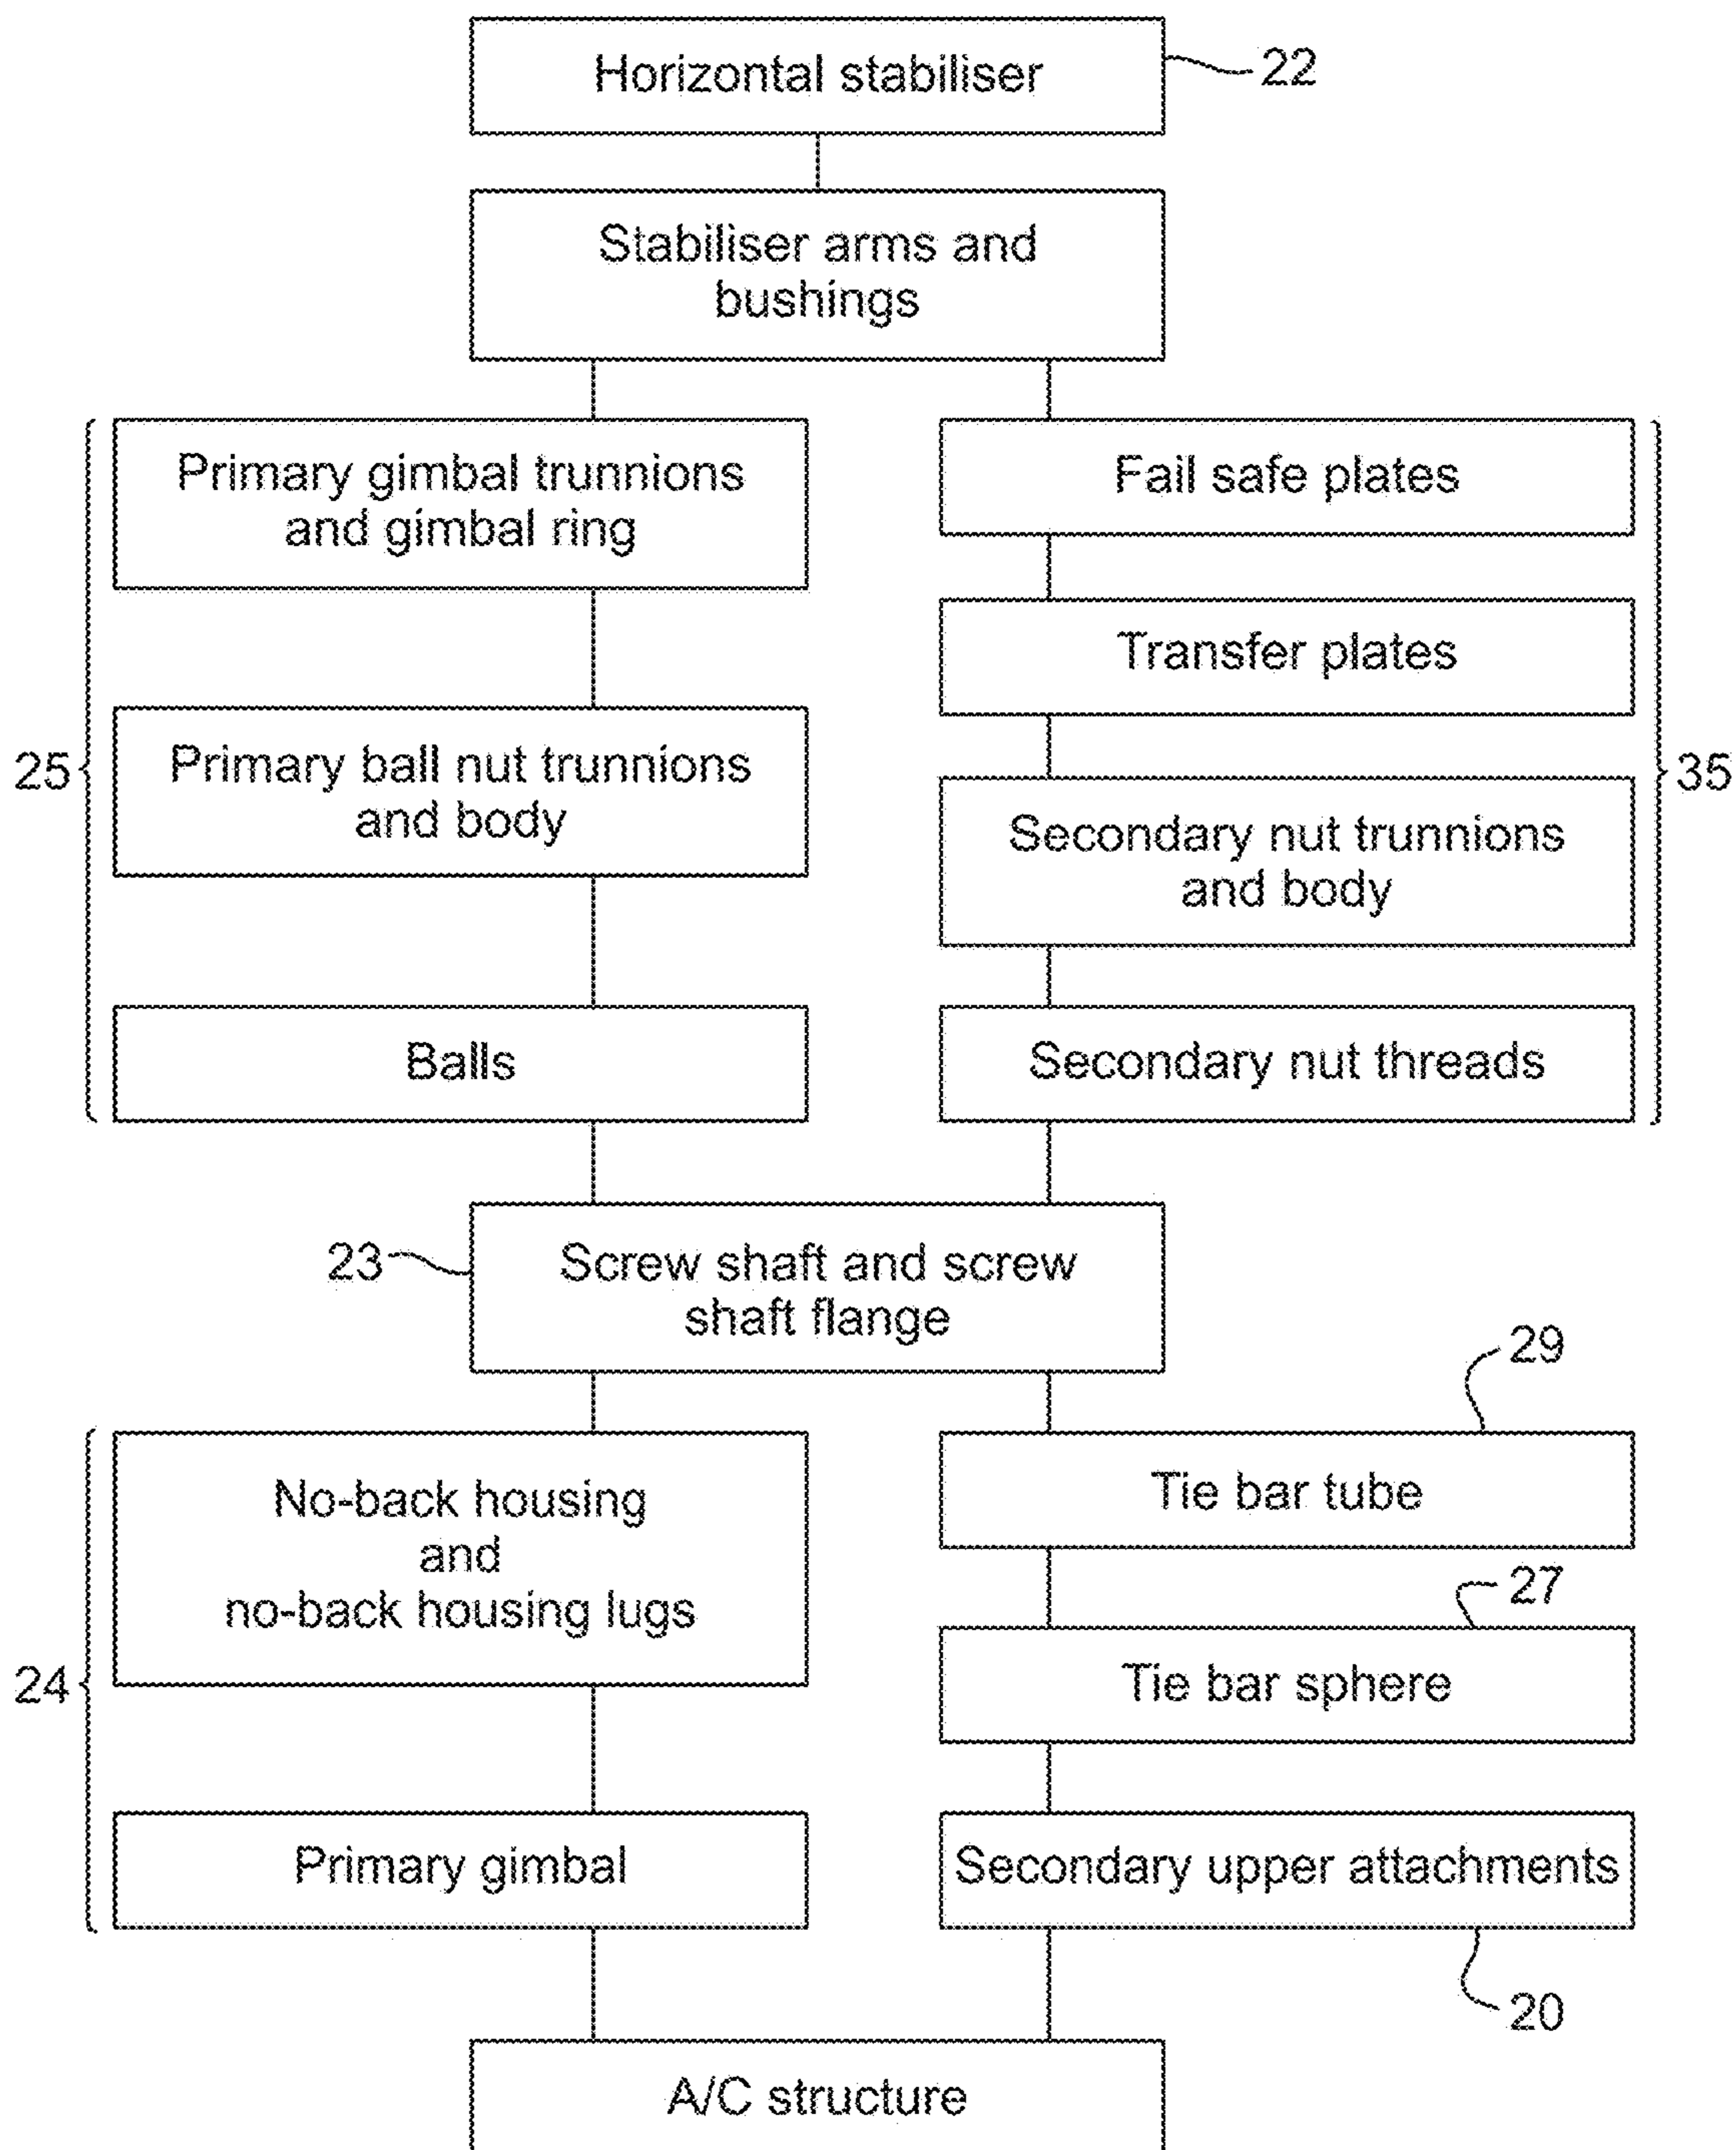 Horizontal stabiliser
22
Stabiliser arms and
bushings
25
Primary gimbal trunnions
and gimbal ring
Primary ball nut trunnions
and body
Balls
Fail safe plates
Transfer plates
Secondary nut trunnions
and body
Secondary nut threads
35
23
Screw shaft and screw
shaft flange
24
No-back housing
and
no-back housing lugs
Primary gimbal
29
Tie bar tube
27
Tie bar sphere
Secondary upper attachments
20
A/C structure